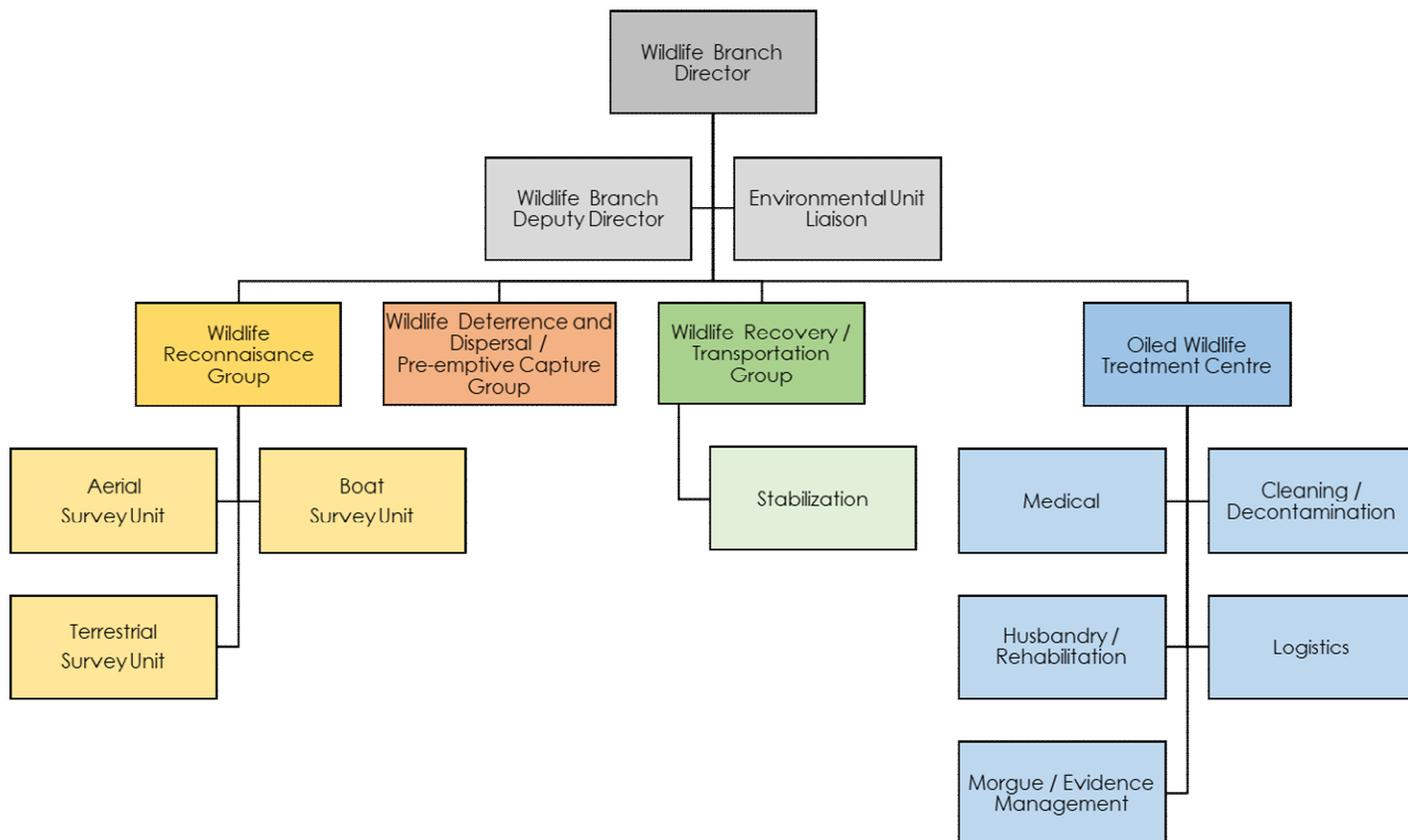 Wildlife Branch
Director
Wildlife Branch
Deputy Director
Environmental Unit
Liaison
Wildlife
Reconnaisance
Group
Wildlife Deterrence and
Dispersal /
Pre-emptive Capture
Group
Wildlife Recovery /
Transportation
Group
Oiled Wildlife
Treatment Centre
Aerial
Survey Unit
Boat
Survey Unit
Stabilization
Medical
Cleaning /
Decontamination
Terrestrial
Survey Unit
Husbandry /
Rehabilitation
Logistics
Morgue / Evidence
Management